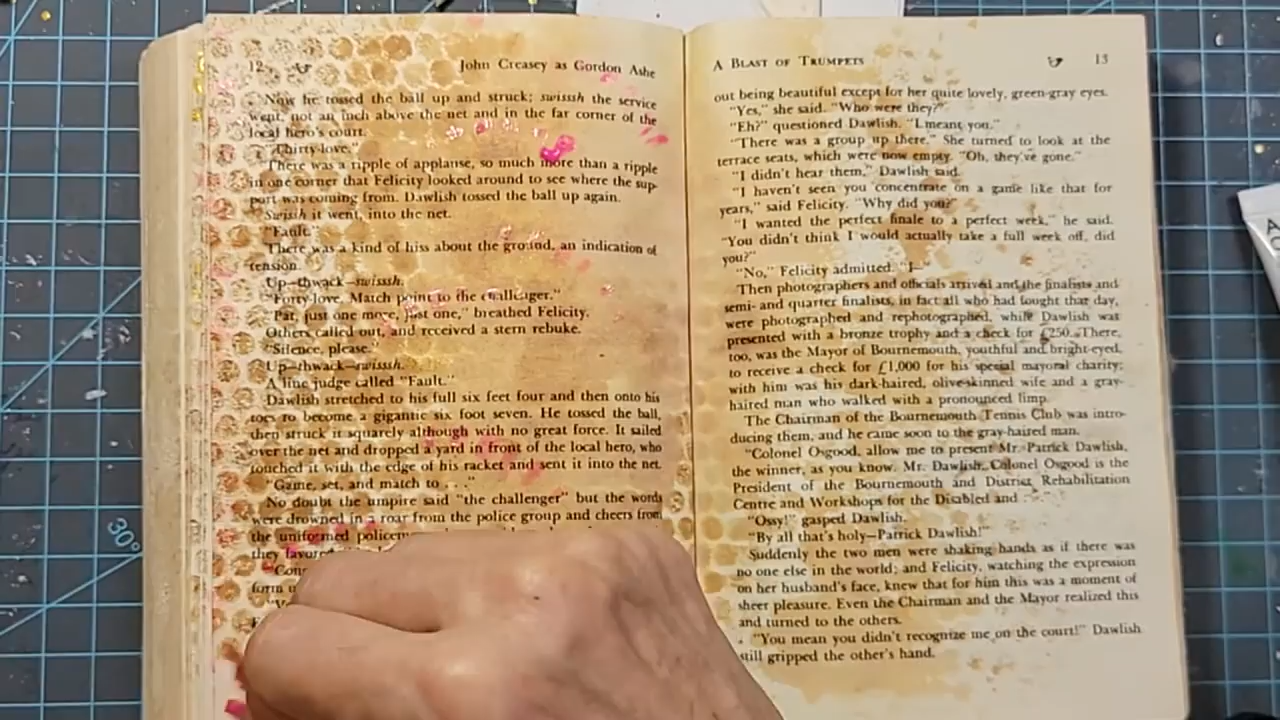 12 John Creasey as Gordon Ashe
Now he tossed the ball up and struck; swisssh the service
went, not an inch above the net and in the far corner of the
local hero's court.
"Thirty-love."
There was a ripple of applause, so much more than a ripple
in one corner that Felicity looked around to see where the sup-
port was coming from. Dawlish tossed the ball up again.
Swissh it went, into the net.
"Fault."
There was a kind of hiss about the ground, an indication of
tension.
Up—thwack—swisssh.
"Forty-love. Match point to the challenger."
"Pat, just one more, just one," breathed Felicity.
Others called out, and received a stern rebuke.
"Silence, please."
Up—thwack—swisssh.
A line judge called "Fault."
Dawlish stretched to his full six feet four and then onto his
toes to become a gigantic six foot seven. He tossed the ball,
then struck it squarely although with no great force. It sailed
over the net and dropped a yard in front of the local hero, who
touched it with the edge of his racket and sent it into the net.
"Game, set, and match to . . ."
No doubt the umpire said "the challenger" but the words
were drowned in a roar from the police group and cheers from
the uniformed policem
they favored
"Con
form
A Blast of Trumpets 13
out being beautiful except for her quite lovely, green-gray eyes.
"Yes," she said. "Who were they?"
"Eh?" questioned Dawlish. "I meant you."
"There was a group up there." She turned to look at the
terrace seats, which were now empty. "Oh, they've gone."
"I didn't hear them," Dawlish said.
"I haven't seen you concentrate on a game like that for
years," said Felicity. "Why did you?"
"I wanted the perfect finale to a perfect week," he said.
"You didn't think I would actually take a full week off, did
you?"
"No," Felicity admitted. "I—
Then photographers and officials arrived and the finalists and
semi- and quarter finalists, in fact all who had fought that day,
were photographed and rephotographed, while Dawlish was
presented with a bronze trophy and a check for £250. There,
too, was the Mayor of Bournemouth, youthful and bright-eyed,
to receive a check for £1,000 for his special mayoral charity;
with him was his dark-haired, olive-skinned wife and a gray-
haired man who walked with a pronounced limp.
The Chairman of the Bournemouth Tennis Club was intro-
ducing them, and he came soon to the gray-haired man.
"Colonel Osgood, allow me to present Mr. Patrick Dawlish,
the winner, as you know. Mr. Dawlish, Colonel Osgood is the
President of the Bournemouth and District Rehabilitation
Centre and Workshops for the Disabled and . . ."
"Ossy!" gasped Dawlish.
"By all that's holy—Patrick Dawlish!"
Suddenly the two men were shaking hands as if there was
no one else in the world; and Felicity, watching the expression
on her husband's face, knew that for him this was a moment of
sheer pleasure. Even the Chairman and the Mayor realized this
and turned to the others.
"You mean you didn't recognize me on the court!" Dawlish
still gripped the other's hand.
30°